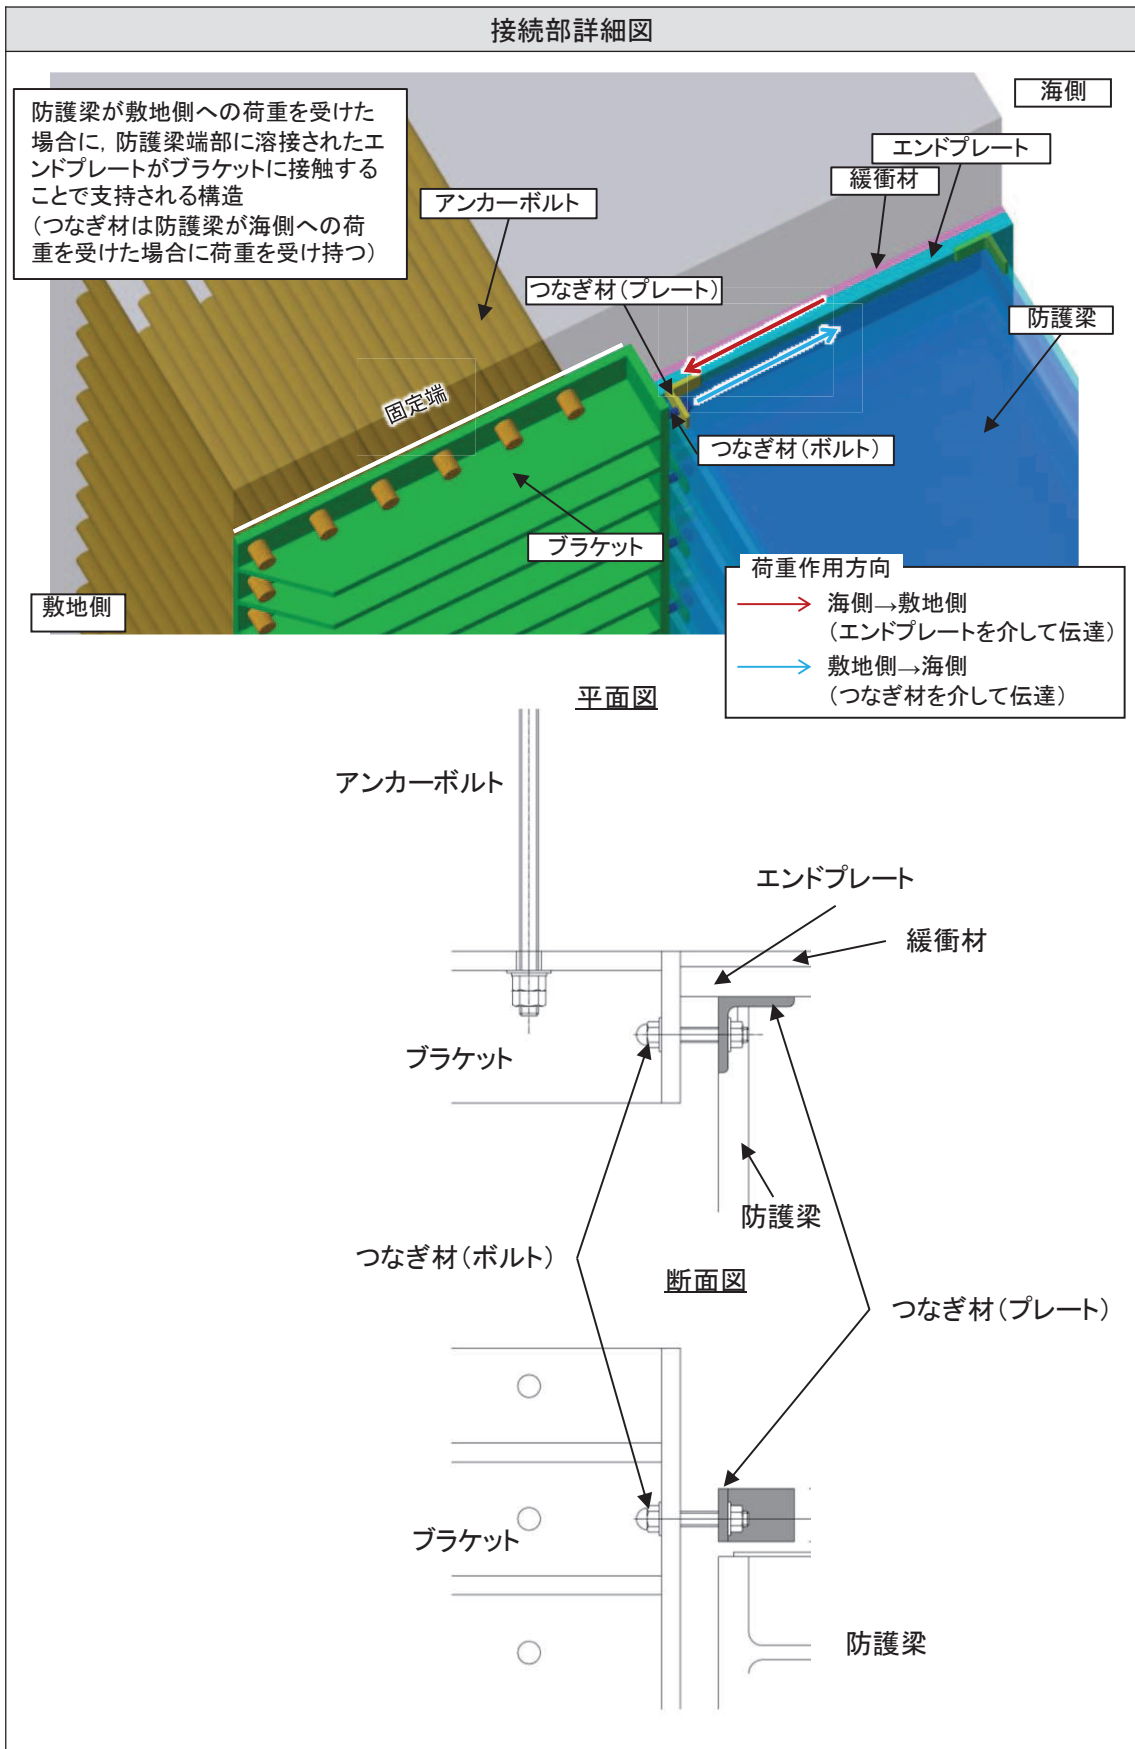 接続部詳細図
海側
防護梁が敷地側への荷重を受けた
場合に，防護梁端部に溶接されたエ
ンドプレートがブラケットに接触する
ことで支持される構造
（つなぎ材は防護梁が海側への荷
重を受けた場合に荷重を受け持つ）
エンドプレート
緩衝材
アンカーボルト
つなぎ材（プレート）
防護梁
固定端
つなぎ材（ボルト）
ブラケット
敷地側
荷重作用方向
海側→敷地側
（エンドプレートを介して伝達）
敷地側→海側
（つなぎ材を介して伝達）
平面図
アンカーボルト
エンドプレート
緩衝材
ブラケット
防護梁
つなぎ材（ボルト）
断面図
つなぎ材（プレート）
ブラケット
防護梁